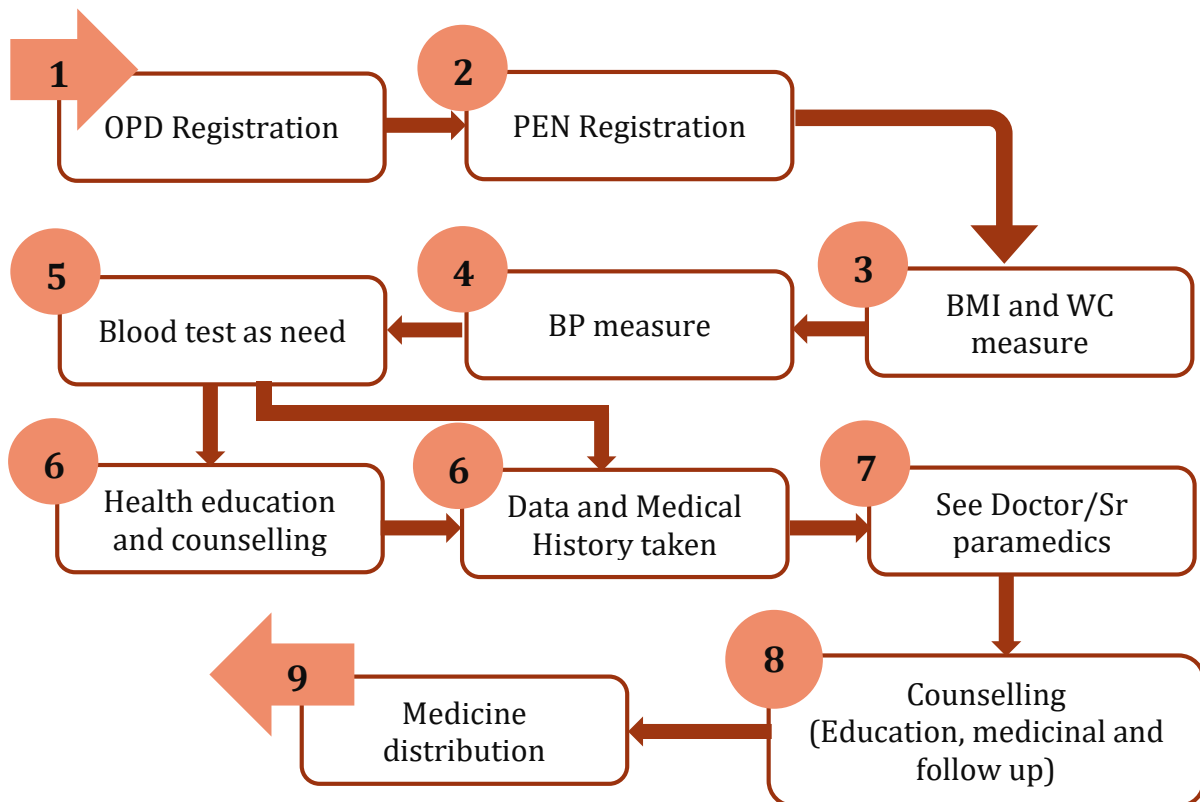 1
OPD Registration
2
PEN Registration
3
BMI and WC
measure
4
BP measure
5
Blood test as need
6
Health education
and counselling
6
Data and Medical
History taken
7
See Doctor/Sr
paramedics
8
Counselling
(Education, medicinal and
follow up)
9
Medicine
distribution